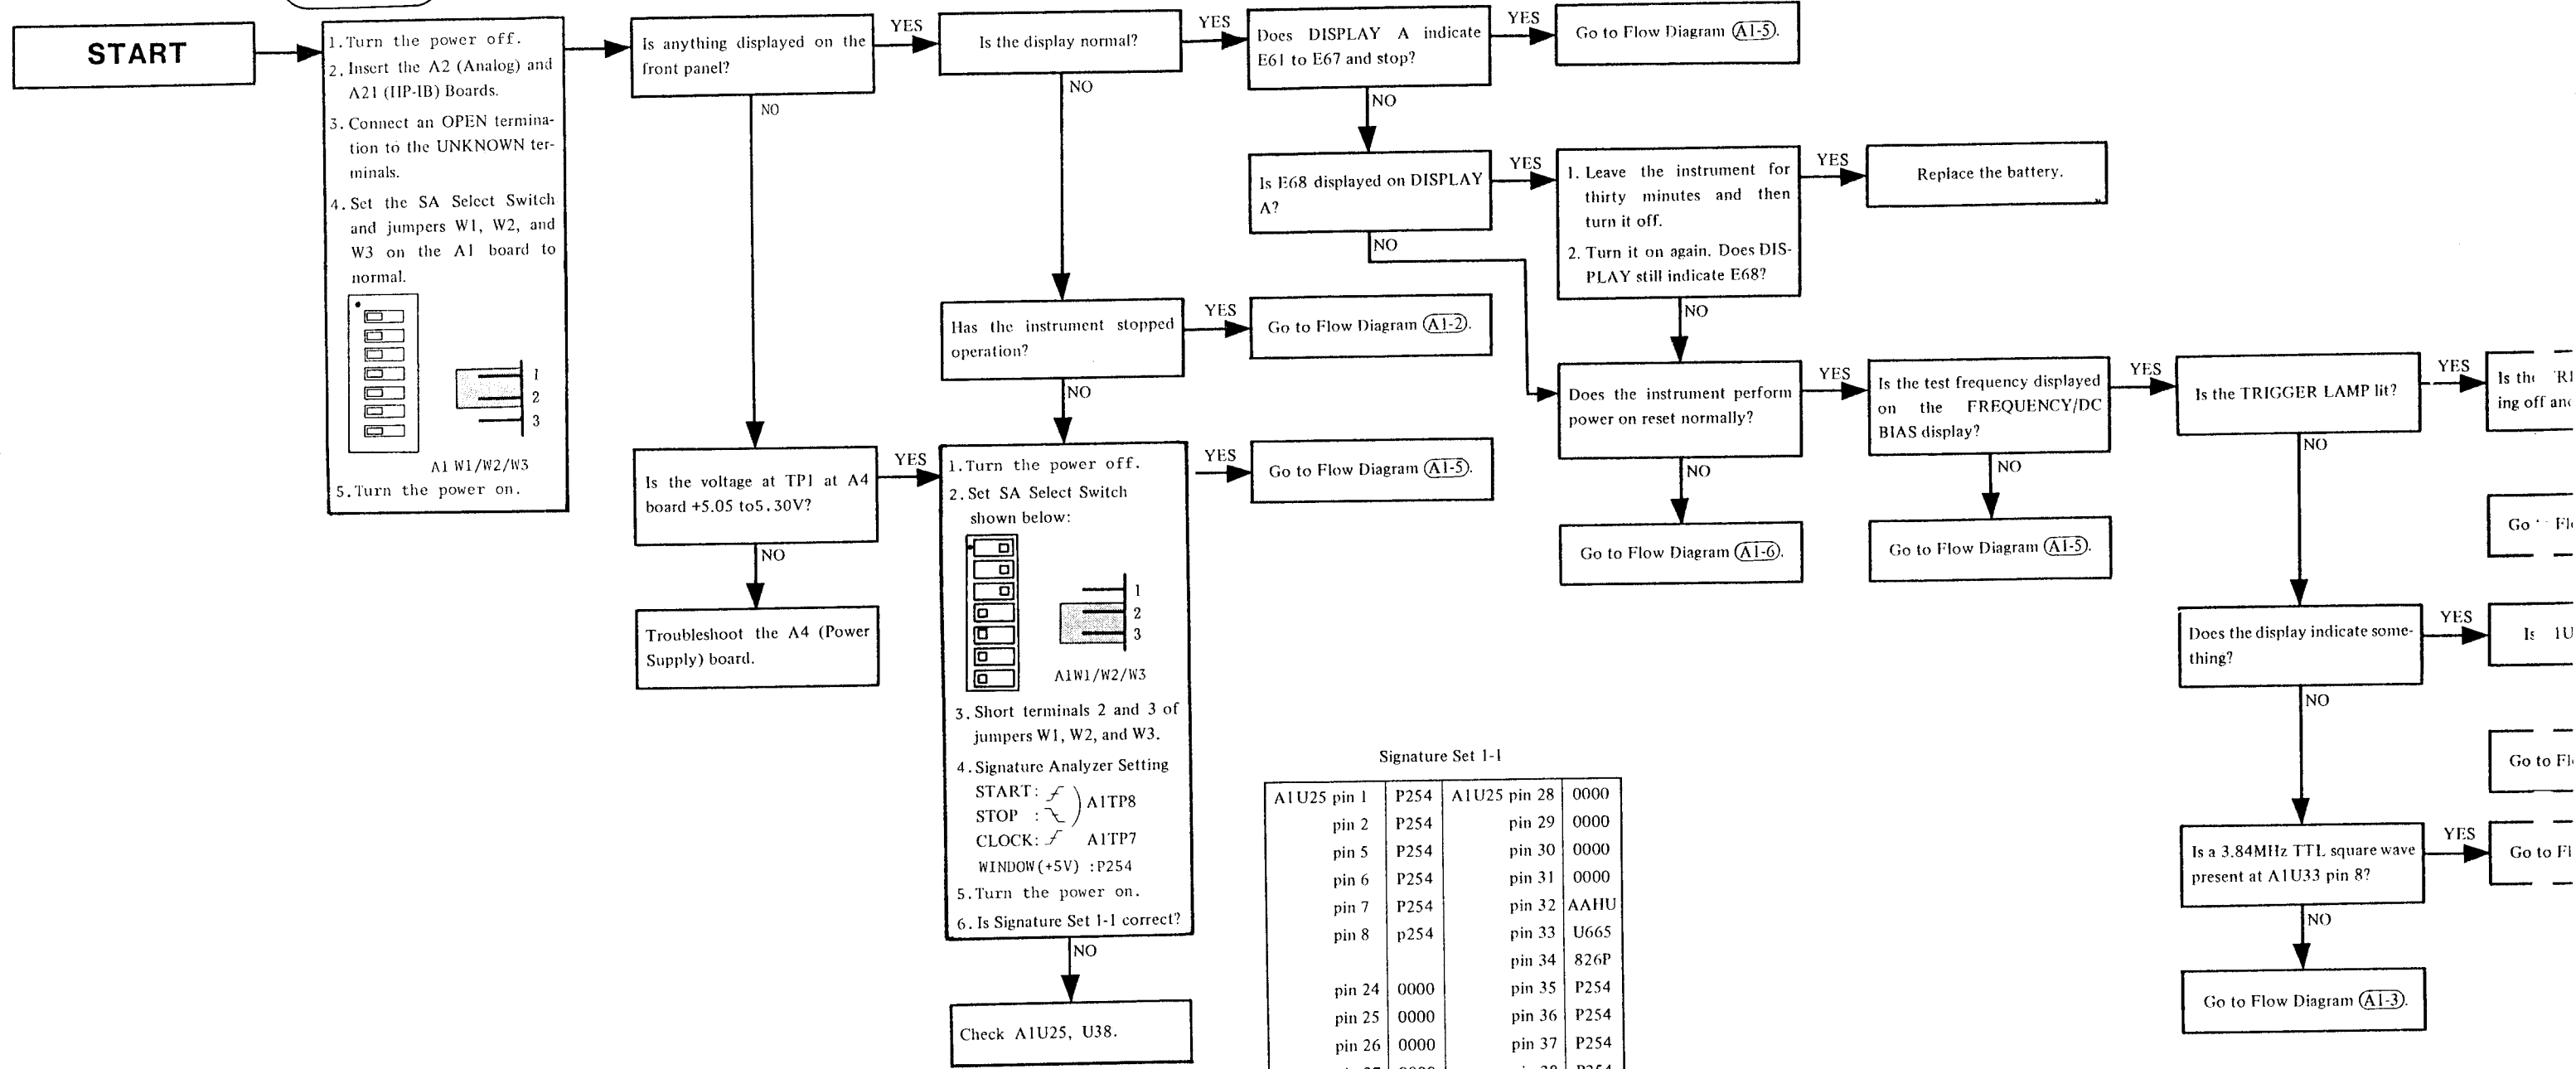 START
1. Turn the power off.
2. Insert the A2 (Analog) and
A21 (HP-IB) Boards.
3. Connect an OPEN termina-
tion to the UNKNOWN ter-
minals.
4. Set the SA Select Switch
and jumpers W1, W2, and
W3 on the A1 board to
normal.
1
2
3
A1 W1/W2/W3
5. Turn the power on.
Is anything displayed on the
front panel?
YES
NO
Is the display normal?
YES
NO
Does DISPLAY A indicate
E61 to E67 and stop?
YES
NO
Go to Flow Diagram A1-5.
Is E68 displayed on DISPLAY
A?
YES
NO
1. Leave the instrument for
thirty minutes and then
turn it off.
2. Turn it on again. Does DIS-
PLAY still indicate E68?
YES
NO
Replace the battery.
Has the instrument stopped
operation?
YES
NO
Go to Flow Diagram A1-2.
Does the instrument perform
power on reset normally?
YES
NO
Go to Flow Diagram A1-6.
Is the test frequency displayed
on the FREQUENCY/DC
BIAS display?
YES
NO
Go to Flow Diagram A1-5.
Is the TRIGGER LAMP lit?
YES
NO
Is the
ing off and
Go
Is the voltage at TP1 at A4
board +5.05 to5.30V?
YES
NO
Troubleshoot the A4 (Power
Supply) board.
1. Turn the power off.
2. Set SA Select Switch
shown below:
1
2
3
A1W1/W2/W3
3. Short terminals 2 and 3 of
jumpers W1, W2, and W3.
4. Signature Analyzer Setting
START:
STOP : A1TP8
CLOCK: A1TP7
WINDOW(+5V) :P254
5. Turn the power on.
6. Is Signature Set 1-1 correct?
YES
NO
Go to Flow Diagram A1-5.
Check A1U25, U38.
Does the display indicate some-
thing?
YES
NO
Is 1U
Go to
Is a 3.84MHz TTL square wave
present at A1U33 pin 8?
YES
NO
Go to
Go to Flow Diagram A1-3.
Signature Set 1-1
A1U25 pin 1 P254 A1U25 pin 28 0000
pin 2 P254 pin 29 0000
pin 5 P254 pin 30 0000
pin 6 P254 pin 31 0000
pin 7 P254 pin 32 AAHU
pin 8 p254 pin 33 U665
pin 34 826P
pin 24 0000 pin 35 P254
pin 25 0000 pin 36 P254
pin 26 0000 pin 37 P254